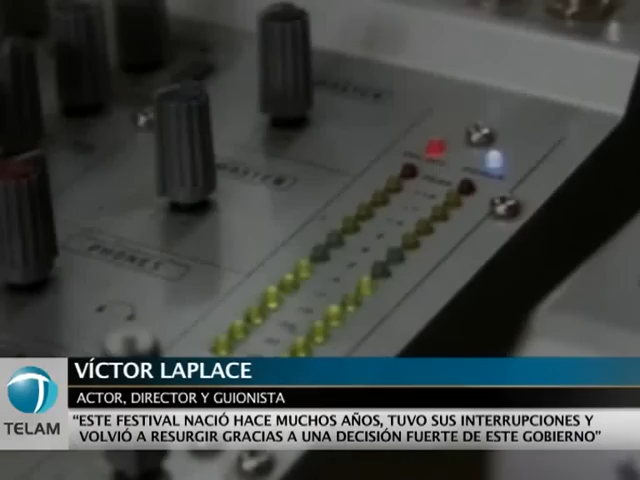 MASTER
PHONES
VÍCTOR LAPLACE
ACTOR, DIRECTOR Y GUIONISTA
TELAM
“ESTE FESTIVAL NACIÓ HACE MUCHOS AÑOS, TUVO SUS INTERRUPCIONES Y
VOLVIÓ A RESURGIR GRACIAS A UNA DECISIÓN FUERTE DE ESTE GOBIERNO”